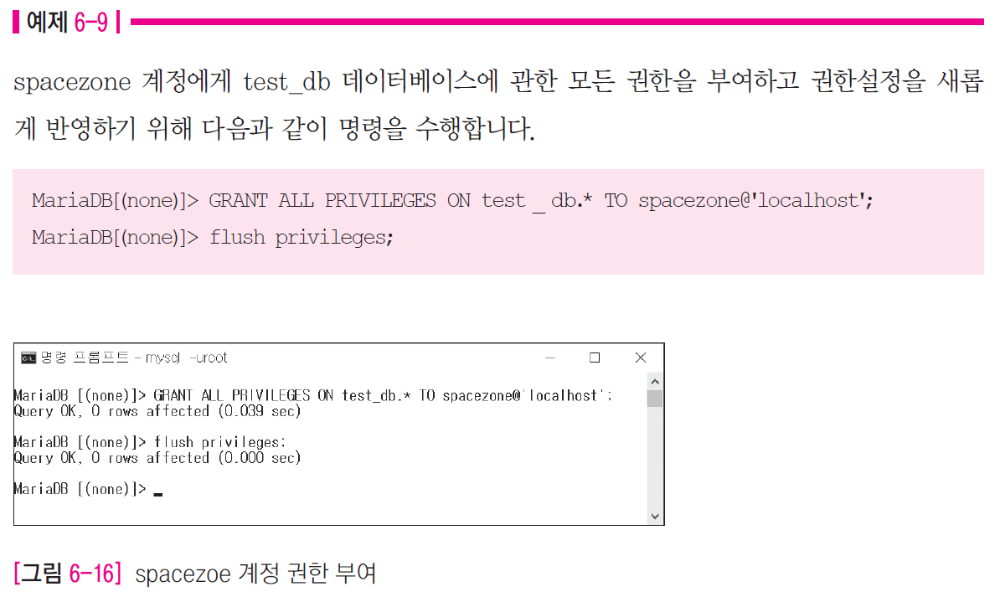 예제 6-9
spacezone 계정에게 test_db 데이터베이스에 관한 모든 권한을 부여하고 권한설정을 새롭
게 반영하기 위해 다음과 같이 명령을 수행합니다.
MariaDB[(none)]> GRANT ALL PRIVILEGES ON test _ db.* TO spacezone@'localhost';
MariaDB[(none)]> flush privileges;
명령 프롬프트 - mysql -uroot
MariaDB [(none)]> GRANT ALL PRIVILEGES ON test_db.* TO spacezone@'localhost';
Query OK, 0 rows affected (0.039 sec)
MariaDB [(none)]> flush privileges;
Query OK, 0 rows affected (0.000 sec)
MariaDB [(none)]>
[그림 6-16] spacezoe 계정 권한 부여